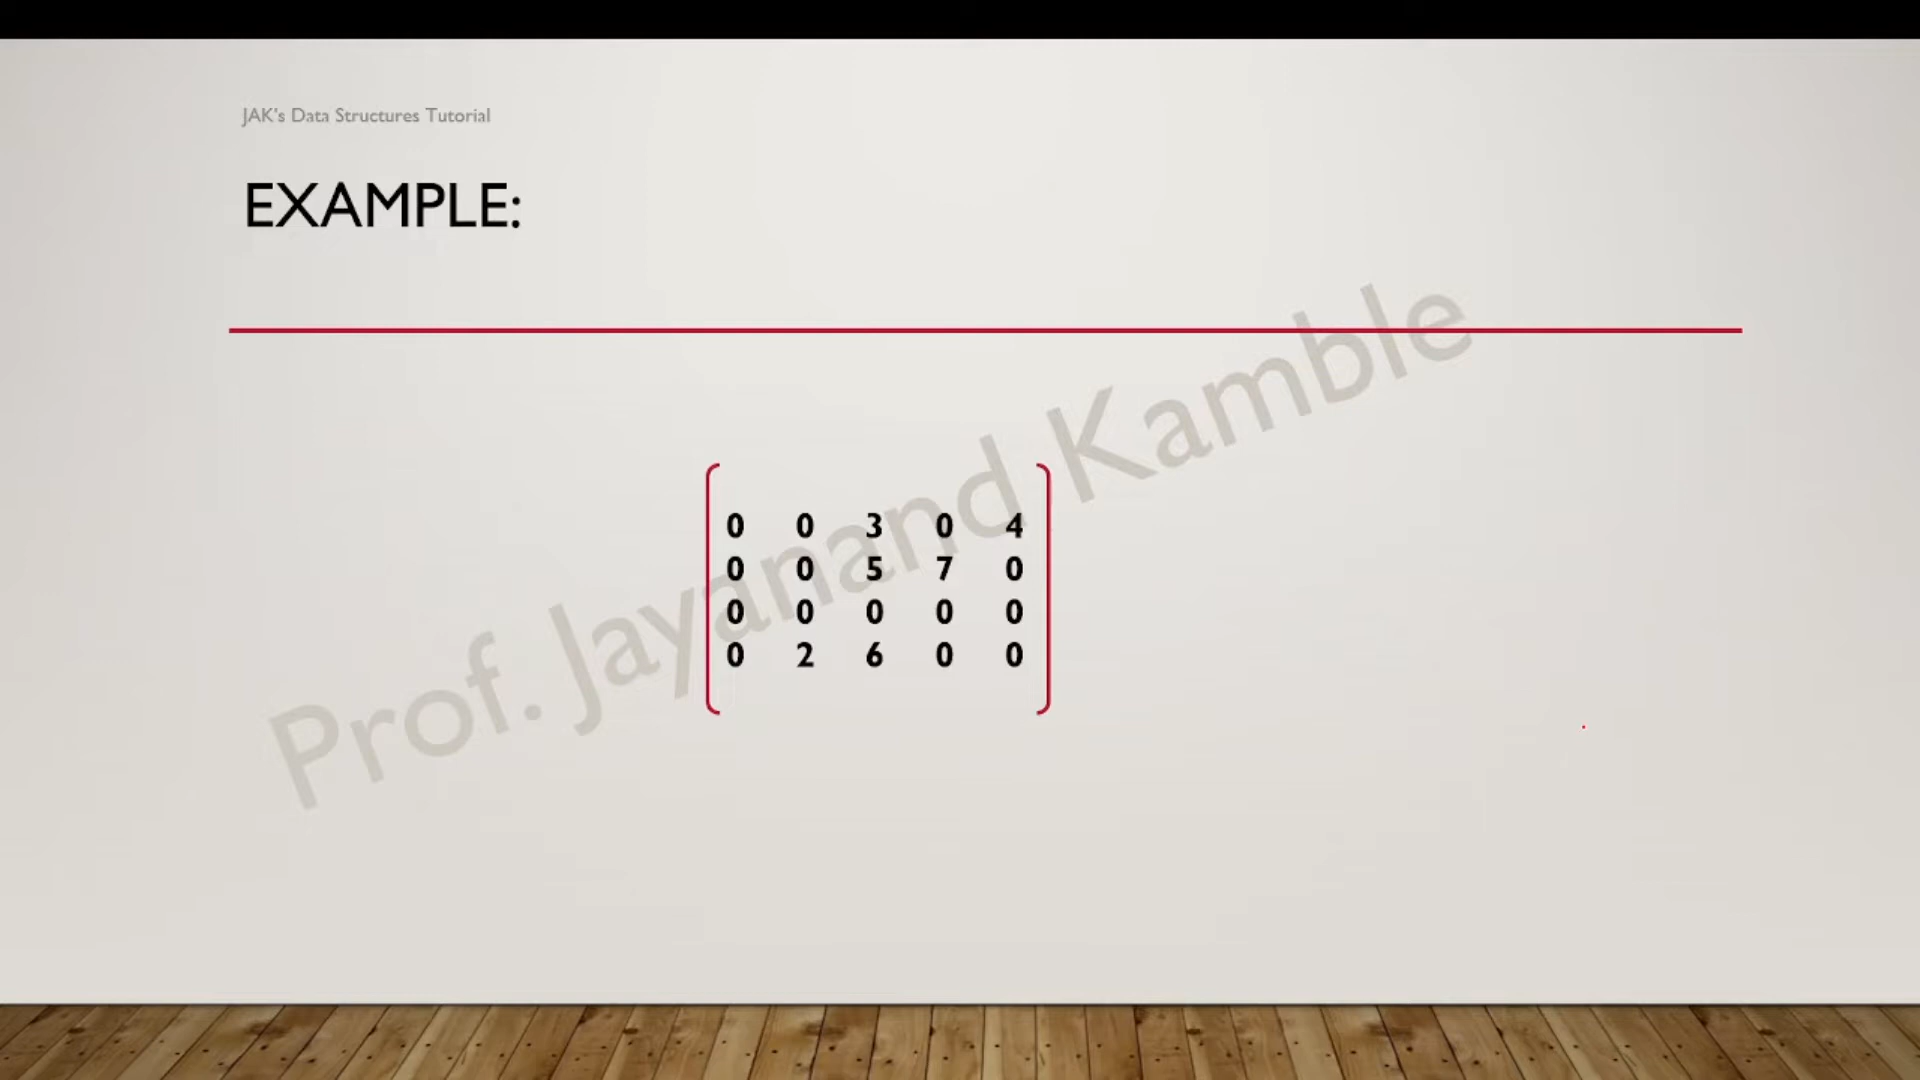 JAK's Data Structures Tutorial
EXAMPLE:
0 0 3 0 4
0 0 5 7 0
0 0 0 0 0
0 2 6 0 0
Prof. Jayanand Kamble